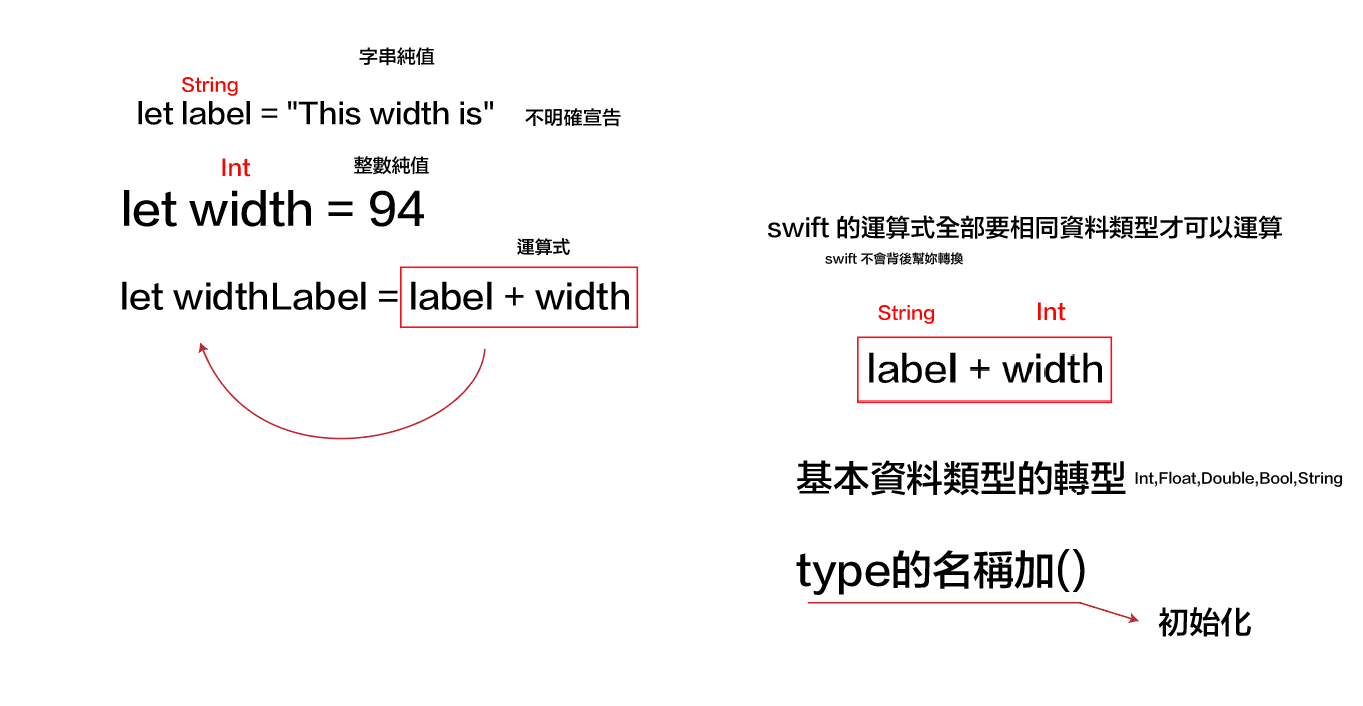 字串純值
String
let label = "This width is"
不明確宣告
Int
整數純值
let width = 94
運算式
let widthLabel = label + width
swift 的運算式全部要相同資料類型才可以運算
swift 不會背後幫妳轉換
String
Int
label + width
基本資料類型的轉型 Int,Float,Double,Bool,String
type的名稱加()
初始化